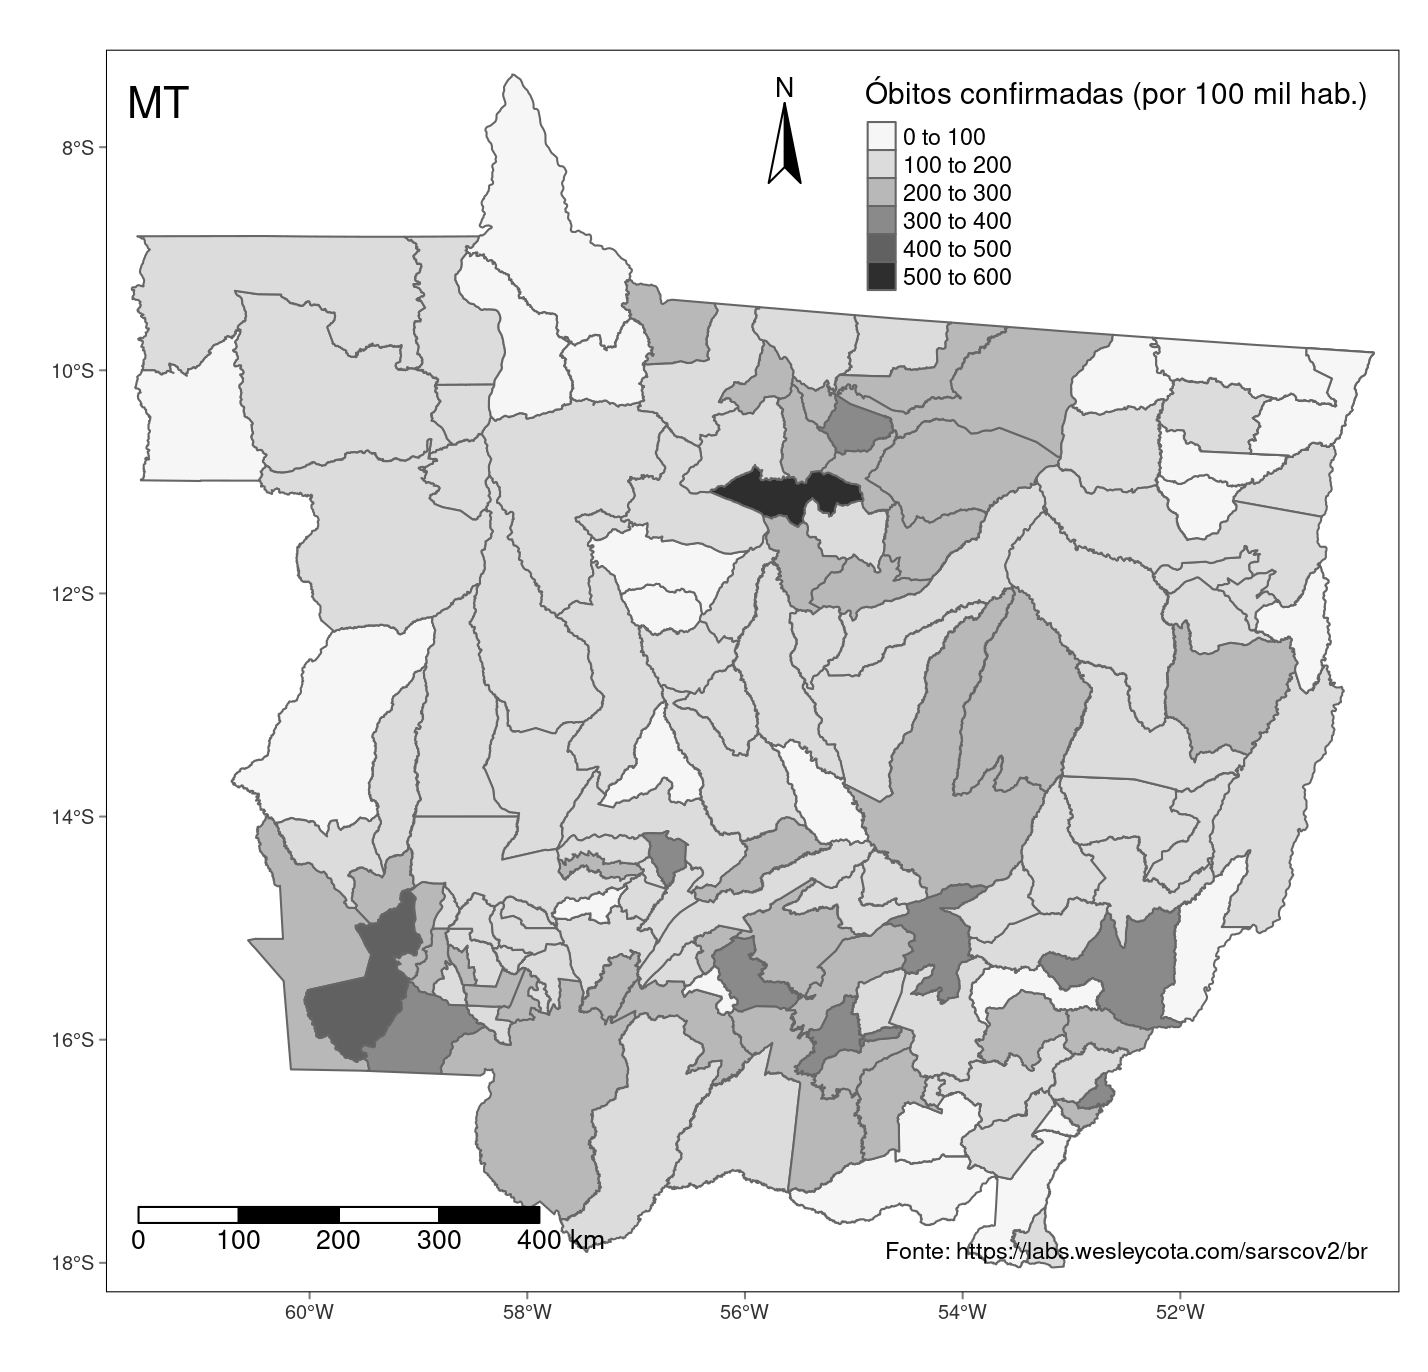 MT
N
Óbitos confirmadas (por 100 mil hab.)
0 to 100
100 to 200
200 to 300
300 to 400
400 to 500
500 to 600
8°S
10°S
12°S
14°S
16°S
18°S
0 100 200 300 400 km
Fonte: https://labs.wesleycota.com/sarscov2/br
60°W 58°W 56°W 54°W 52°W